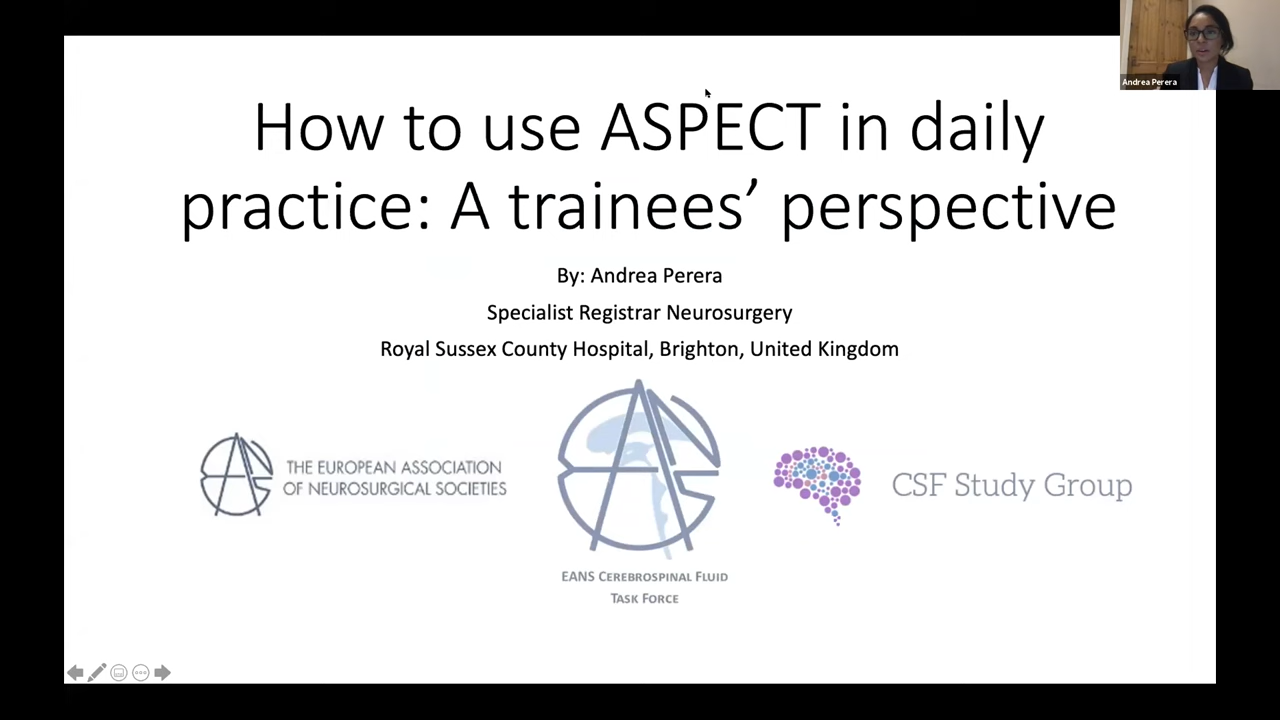 Andrea Perera
How to use ASPECT in daily
practice: A trainees’ perspective
By: Andrea Perera
Specialist Registrar Neurosurgery
Royal Sussex County Hospital, Brighton, United Kingdom
THE EUROPEAN ASSOCIATION
OF NEUROSURGICAL SOCIETIES
CSF Study Group
EANS CEREBROSPINAL FLUID
TASK FORCE